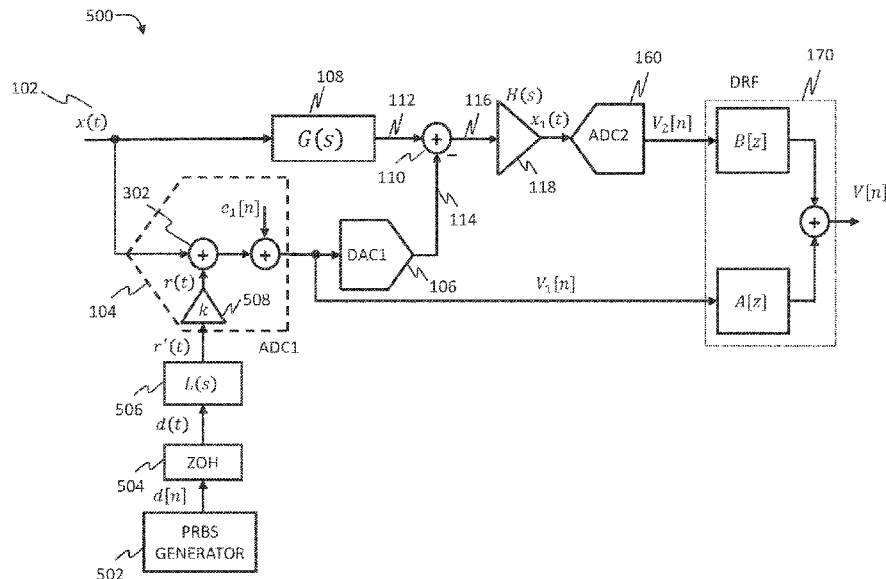 500
102
x(t)
108
G(s)
112
110
+
−
116
H(s)
x₁(t)
118
160
ADC2
V₂[n]
DRF
170
B[z]
+
V[n]
114
302
e₁[n]
+
+
r(t)
k
508
104
ADC1
DAC1
106
V₁[n]
A[z]
r'(t)
L(s)
506
d(t)
ZOH
504
d[n]
PRBS
GENERATOR
502